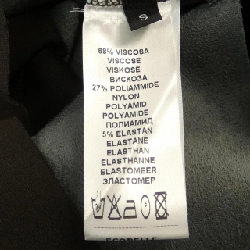 S
68% VISCOSA
VISCOSE
VISKOSE
ВИСКОЗА
27% POLIAMMIDE
NYLON
POLYAMID
POLYAMIDE
ПОЛИАМИД
5% ELASTAN
ELASTANE
ELASTHAN
ELASTHANNE
ELASTOMEER
ЭЛАСТОМЕР